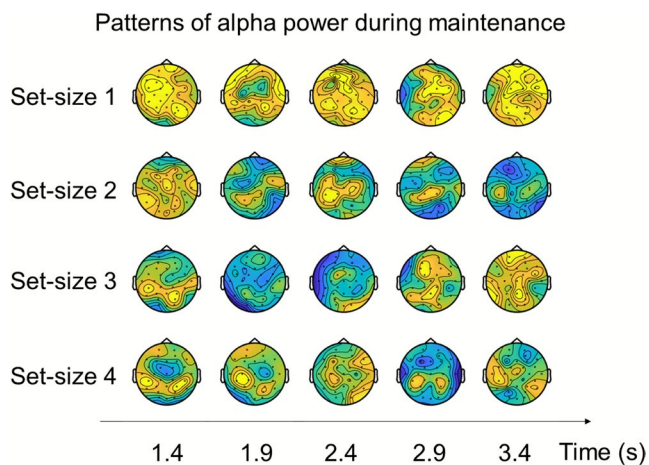 Patterns of alpha power during maintenance
Set-size 1
Set-size 2
Set-size 3
Set-size 4
1.4 1.9 2.4 2.9 3.4 Time (s)